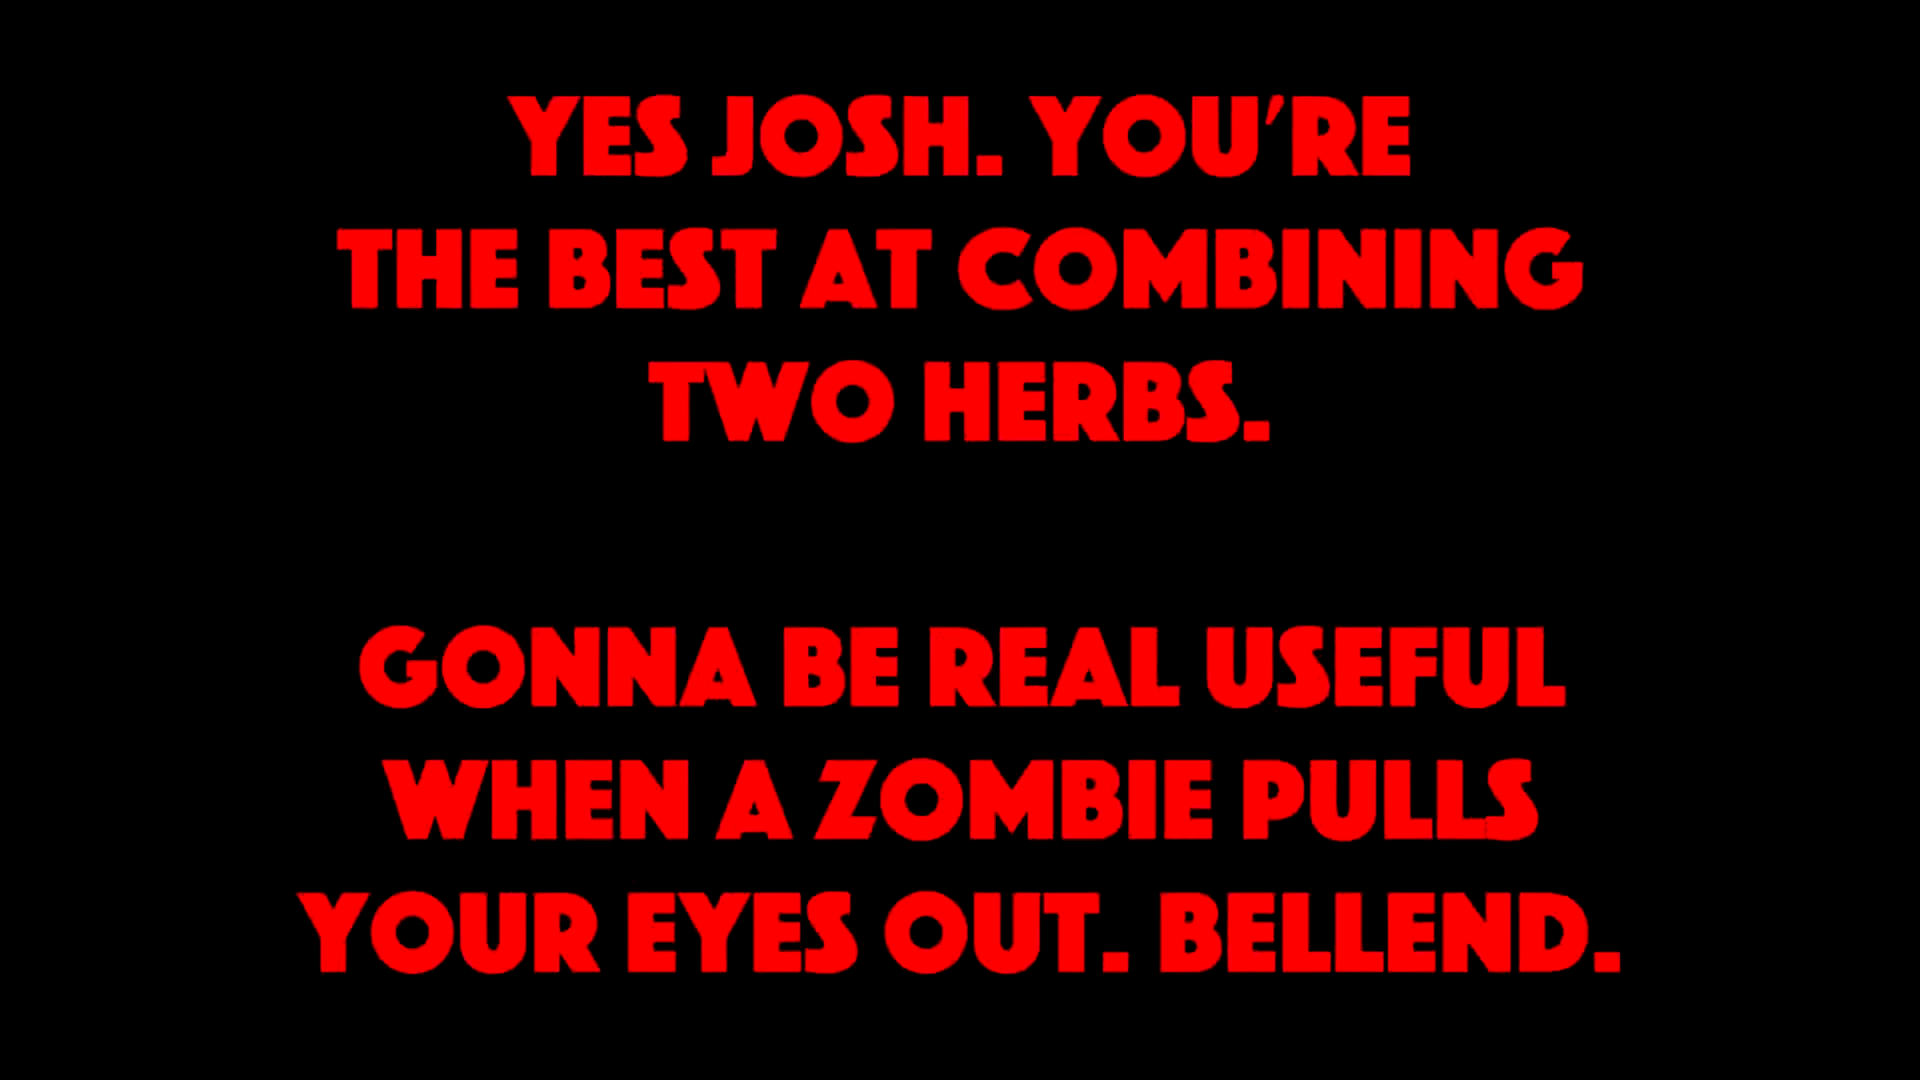 YES JOSH. YOU'RE
THE BEST AT COMBINING
TWO HERBS.
GONNA BE REAL USEFUL
WHEN A ZOMBIE PULLS
YOUR EYES OUT. BELLEND.